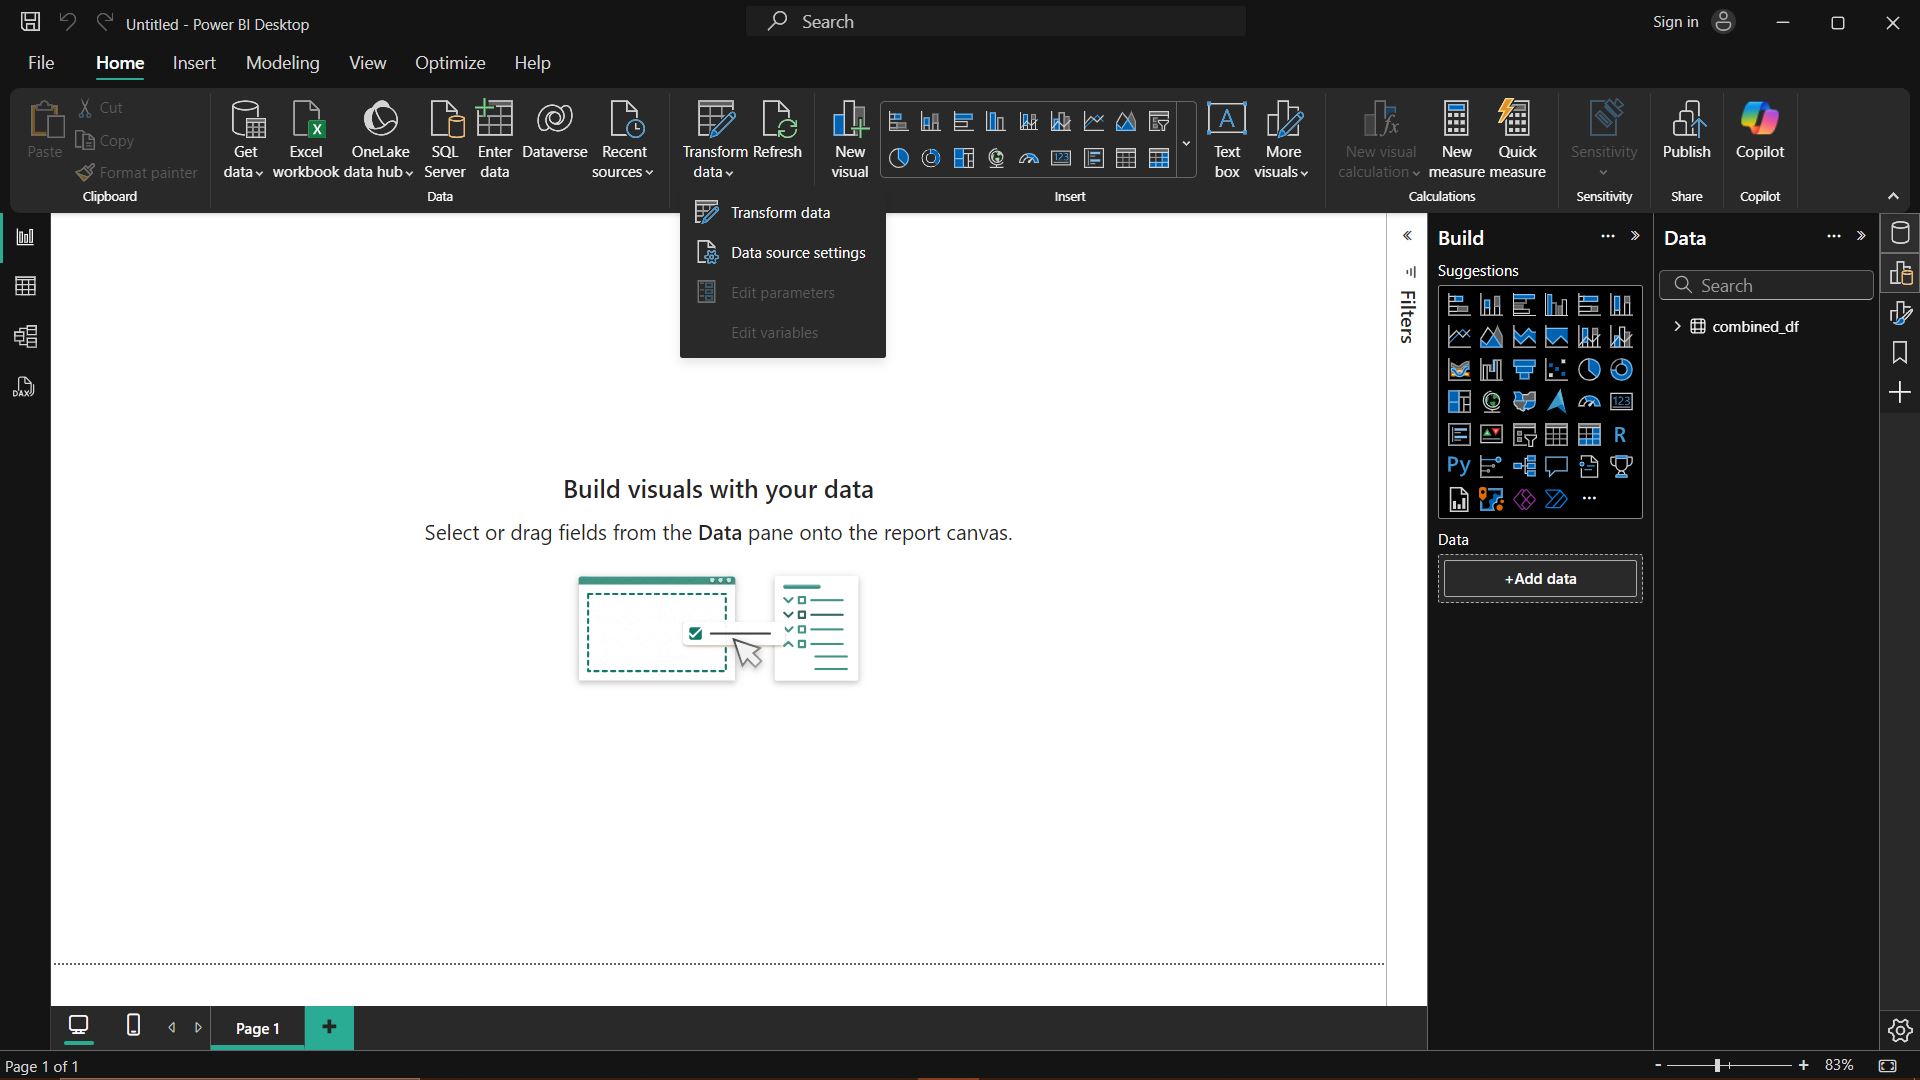 Untitled - Power BI Desktop
Search
Sign in
File
Home
Insert
Modeling
View
Optimize
Help
Paste
Cut
Copy
Format painter
Clipboard
Get data
Excel workbook
OneLake data hub
SQL Server
Enter data
Dataverse
Recent sources
Data
Transform data
Refresh
New visual
123
Insert
A
Text box
More visuals
fx
New visual calculation
New measure
Quick measure
Calculations
Sensitivity
Sensitivity
Publish
Share
Copilot
Copilot
Transform data
Data source settings
Edit parameters
Edit variables
DAX
Build visuals with your data
Select or drag fields from the Data pane onto the report canvas.
Filters
Build
Suggestions
123
R
Py
Data
+Add data
Data
Search
combined_df
Page 1
Page 1 of 1
- + 83%